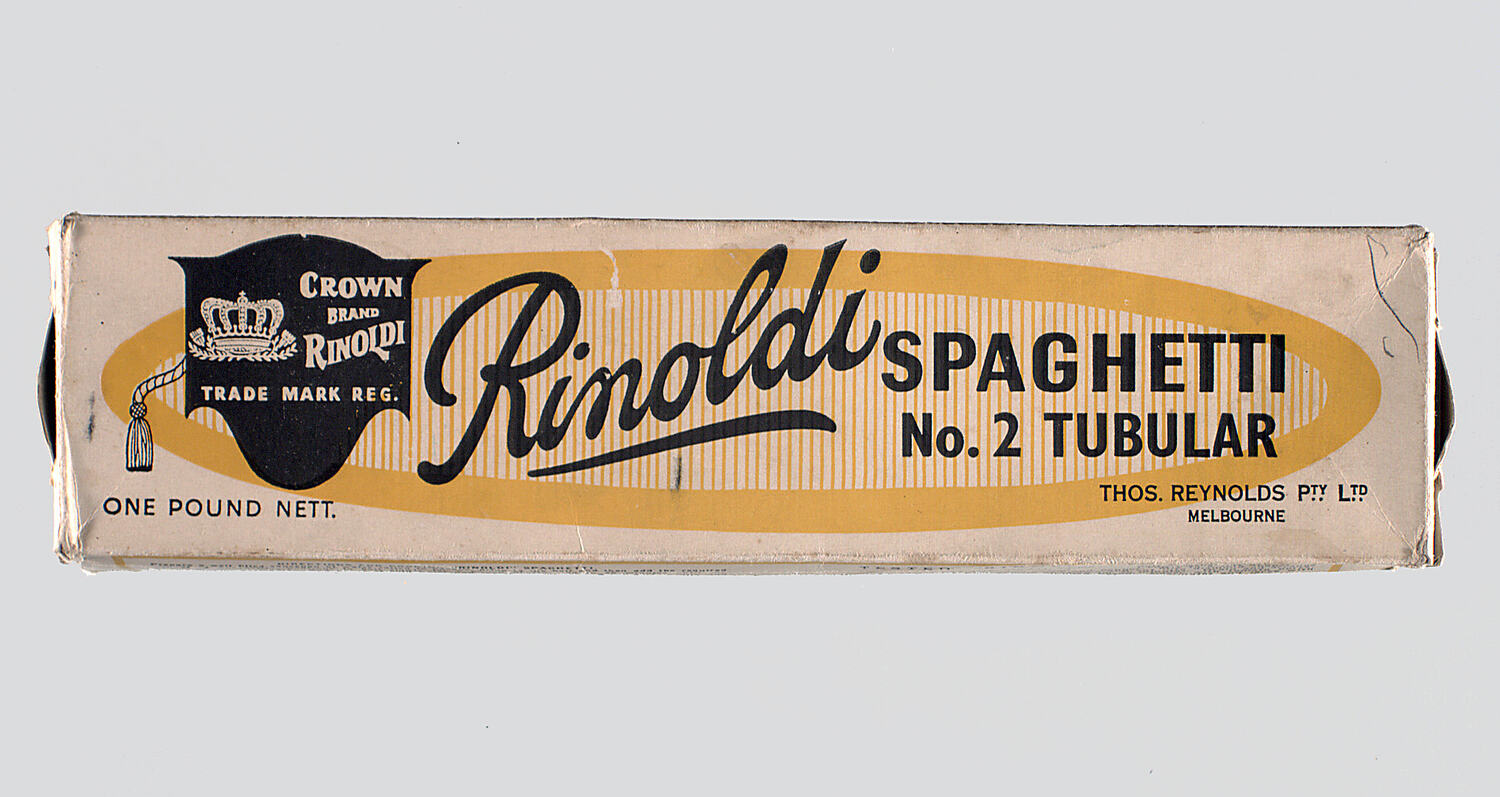 CROWN
BRAND
RINOLDI
TRADE MARK REG.
Rinoldi SPAGHETTI
No. 2 TUBULAR
ONE POUND NETT.
THOS. REYNOLDS PTY LTD
MELBOURNE